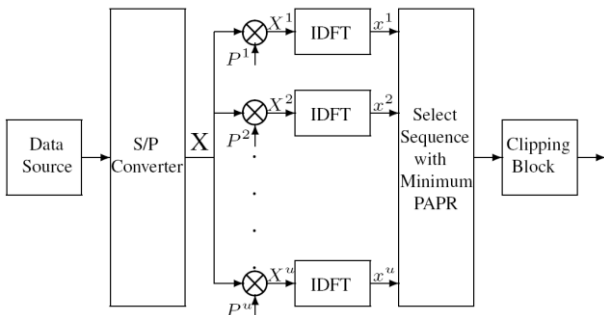 Data
Source
S/P
Converter
X
X^1
P^1
IDFT
x^1
X^2
P^2
IDFT
x^2
X^u
P^u
IDFT
x^u
Select
Sequence
with
Minimum
PAPR
Clipping
Block